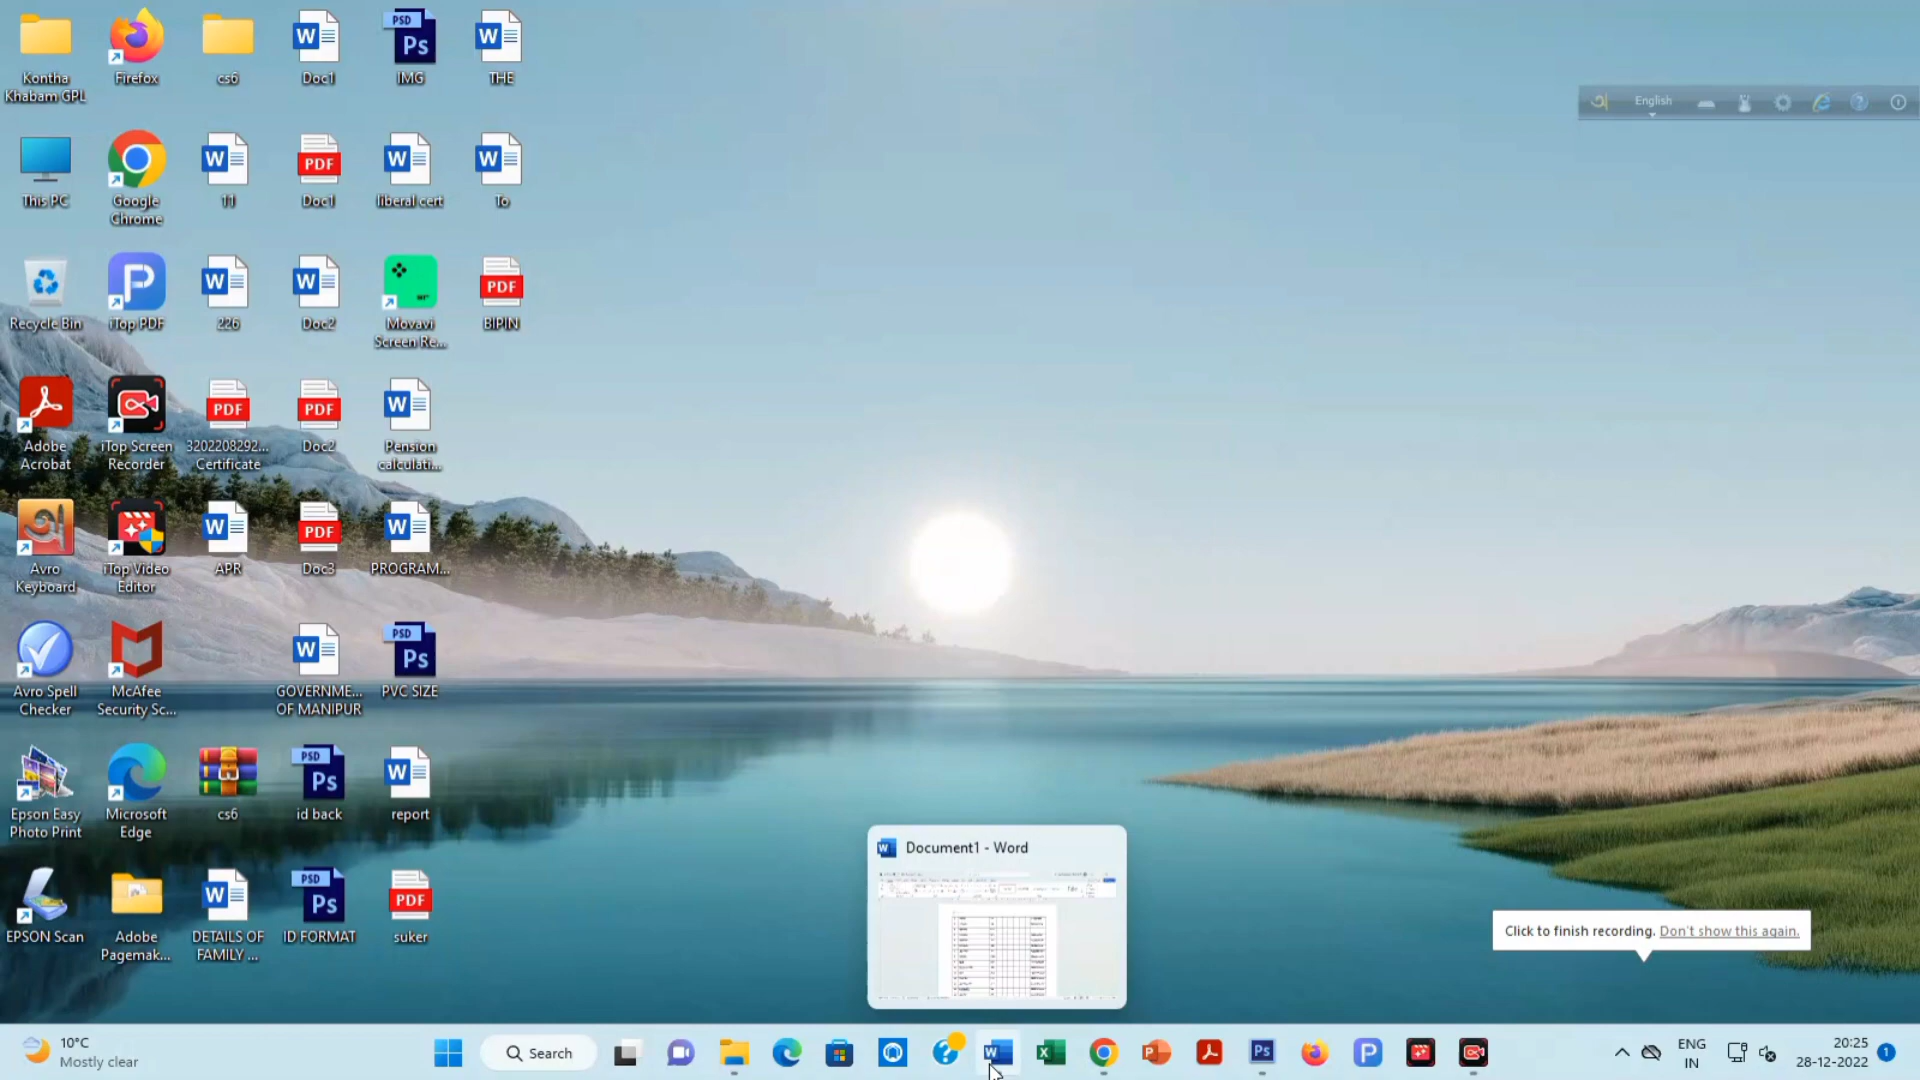 Kontha
Khabam GPL
Firefox
cs6
Doc1
PSD
Ps
IMG
THE
This PC
Google
Chrome
11
PDF
Doc1
liberal cert
To
Recycle Bin
iTop PDF
226
Doc2
Movavi
Screen Re...
PDF
BIPIN
Adobe
Acrobat
iTop Screen
Recorder
PDF
3202208292...
Certificate
PDF
Doc2
Pension
calculati...
Avro
Keyboard
iTop Video
Editor
APR
PDF
Doc3
PROGRAM...
Avro Spell
Checker
McAfee
Security Sc...
GOVERNME...
OF MANIPUR
PSD
Ps
PVC SIZE
Epson Easy
Photo Print
Microsoft
Edge
cs6
PSD
Ps
id back
report
EPSON Scan
Adobe
Pagemak...
DETAILS OF
FAMILY ...
PSD
Ps
ID FORMAT
PDF
suker
English
Document1 - Word
Click to finish recording. Don't show this again.
10°C
Mostly clear
Search
Ps
ENG
IN
20:25
28-12-2022
1